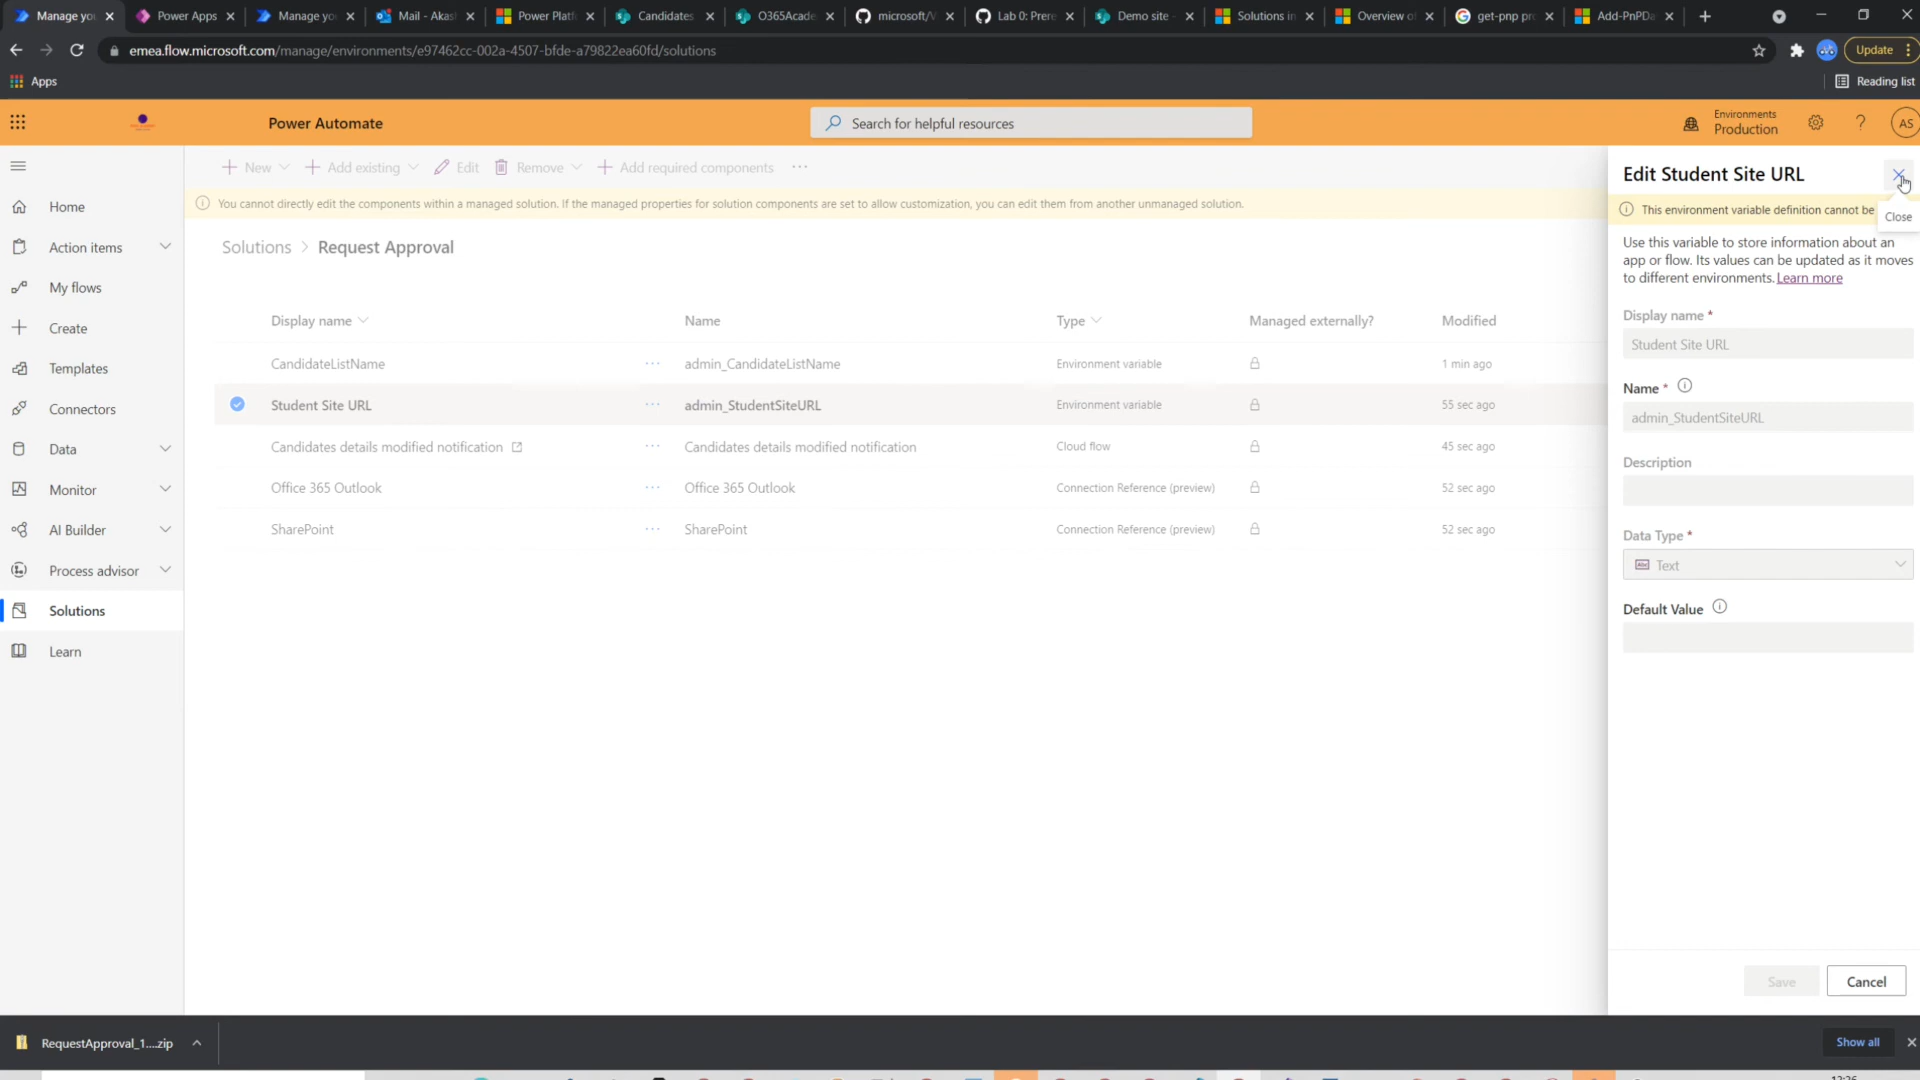 Manage yo
Power Apps
Manage yo
Mail - Akas
Power Platf
Candidates
O365Acade
microsoft/
Lab 0: Prere
Demo site -
Solutions in
Overview o
get-pnp pr
Add-PnPDa
emea.flow.microsoft.com/manage/environments/e97462cc-002a-4507-bfde-a79822ea60fd/solutions
Update
Apps
Reading list
Power Automate
Search for helpful resources
Environments
Production
AS
Home
Action items
My flows
Create
Templates
Connectors
Data
Monitor
AI Builder
Process advisor
Solutions
Learn
New
Add existing
Edit
Remove
Add required components
You cannot directly edit the components within a managed solution. If the managed properties for solution components are set to allow customization, you can edit them from another unmanaged solution.
Solutions > Request Approval
Display name Name Type Managed externally? Modified
CandidateListName ··· admin_CandidateListName Environment variable 1 min ago
Student Site URL ··· admin_StudentSiteURL Environment variable 55 sec ago
Candidates details modified notification ··· Candidates details modified notification Cloud flow 45 sec ago
Office 365 Outlook ··· Office 365 Outlook Connection Reference (preview) 52 sec ago
SharePoint ··· SharePoint Connection Reference (preview) 52 sec ago
Edit Student Site URL
Close
This environment variable definition cannot be
Use this variable to store information about an
app or flow. Its values can be updated as it moves
to different environments. Learn more
Display name *
Student Site URL
Name *
admin_StudentSiteURL
Description
Data Type *
Abc Text
Default Value
Save
Cancel
RequestApproval_1....zip
Show all